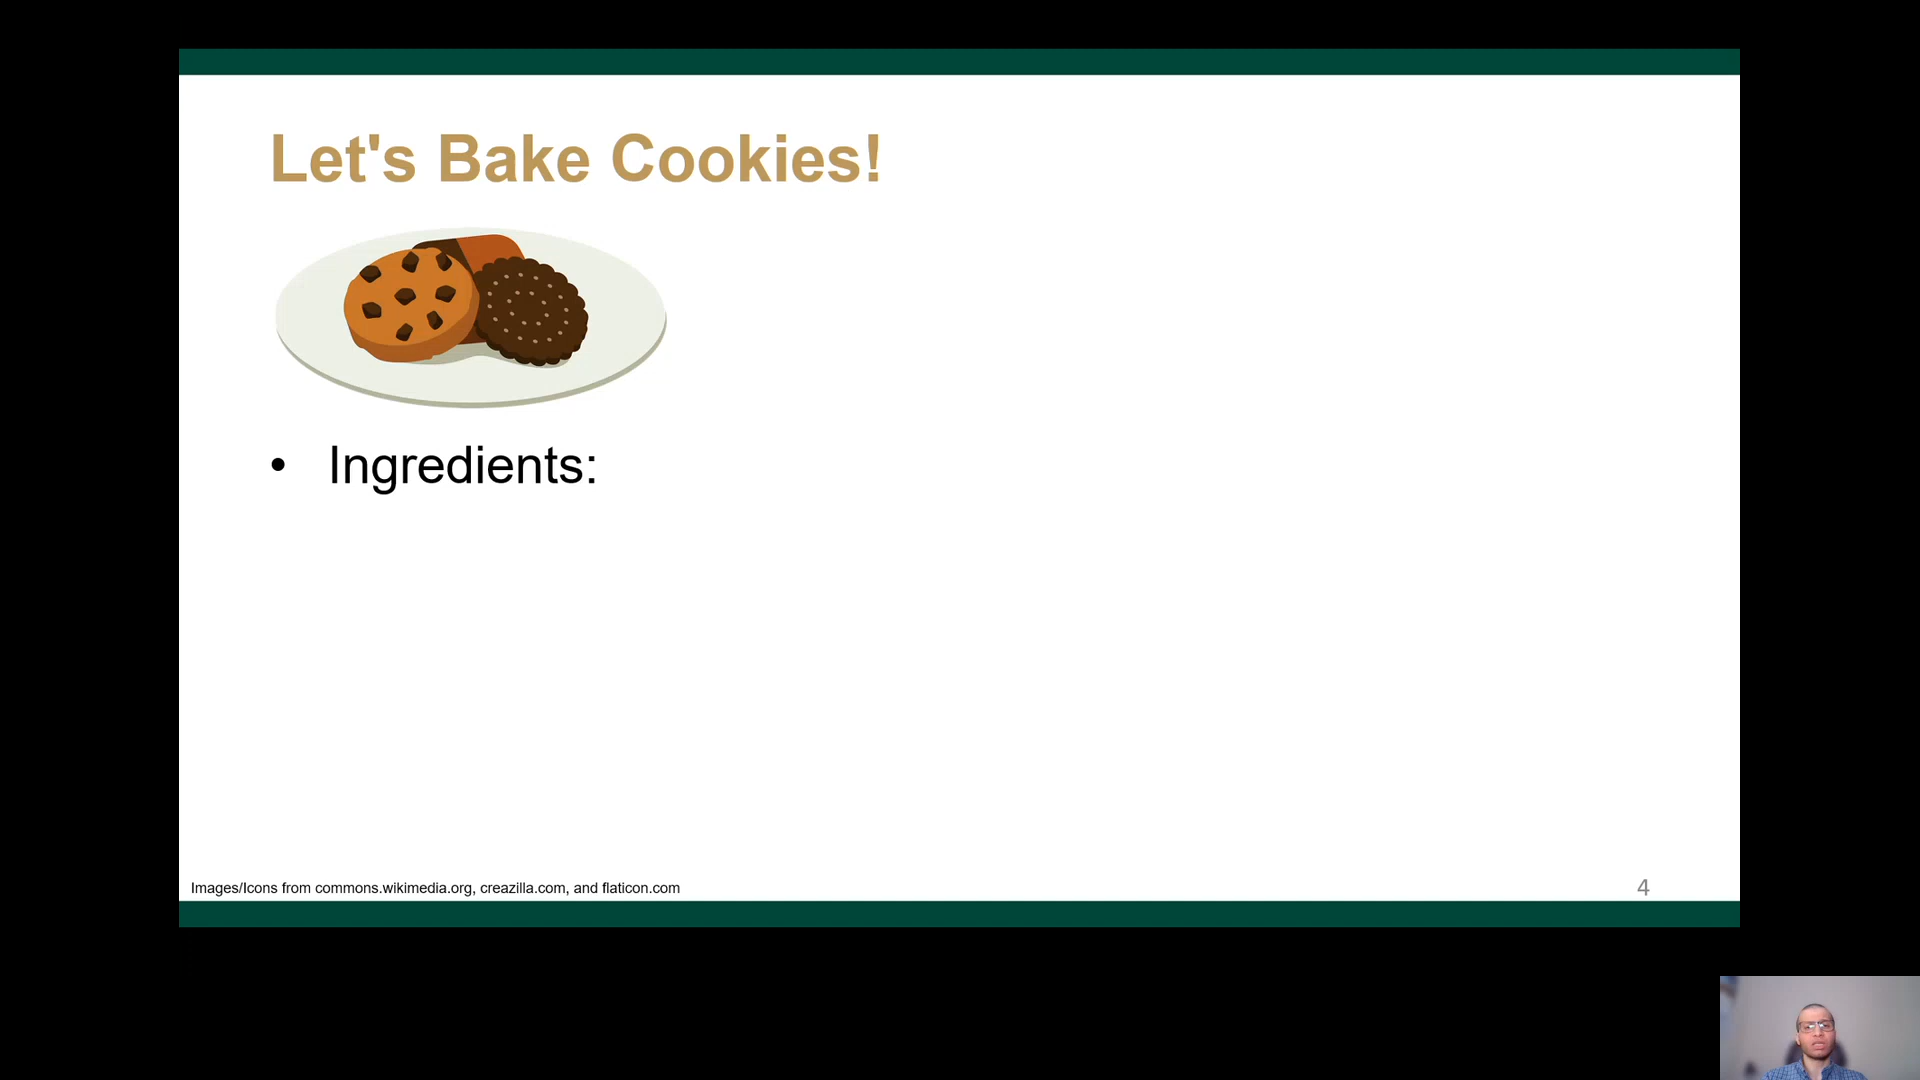 Let's Bake Cookies!
• Ingredients:
Images/Icons from commons.wikimedia.org, creazilla.com, and flaticon.com
4